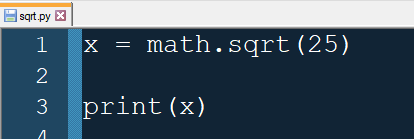 sqrt.py
1 x = math.sqrt(25)
2
3 print(x)
4